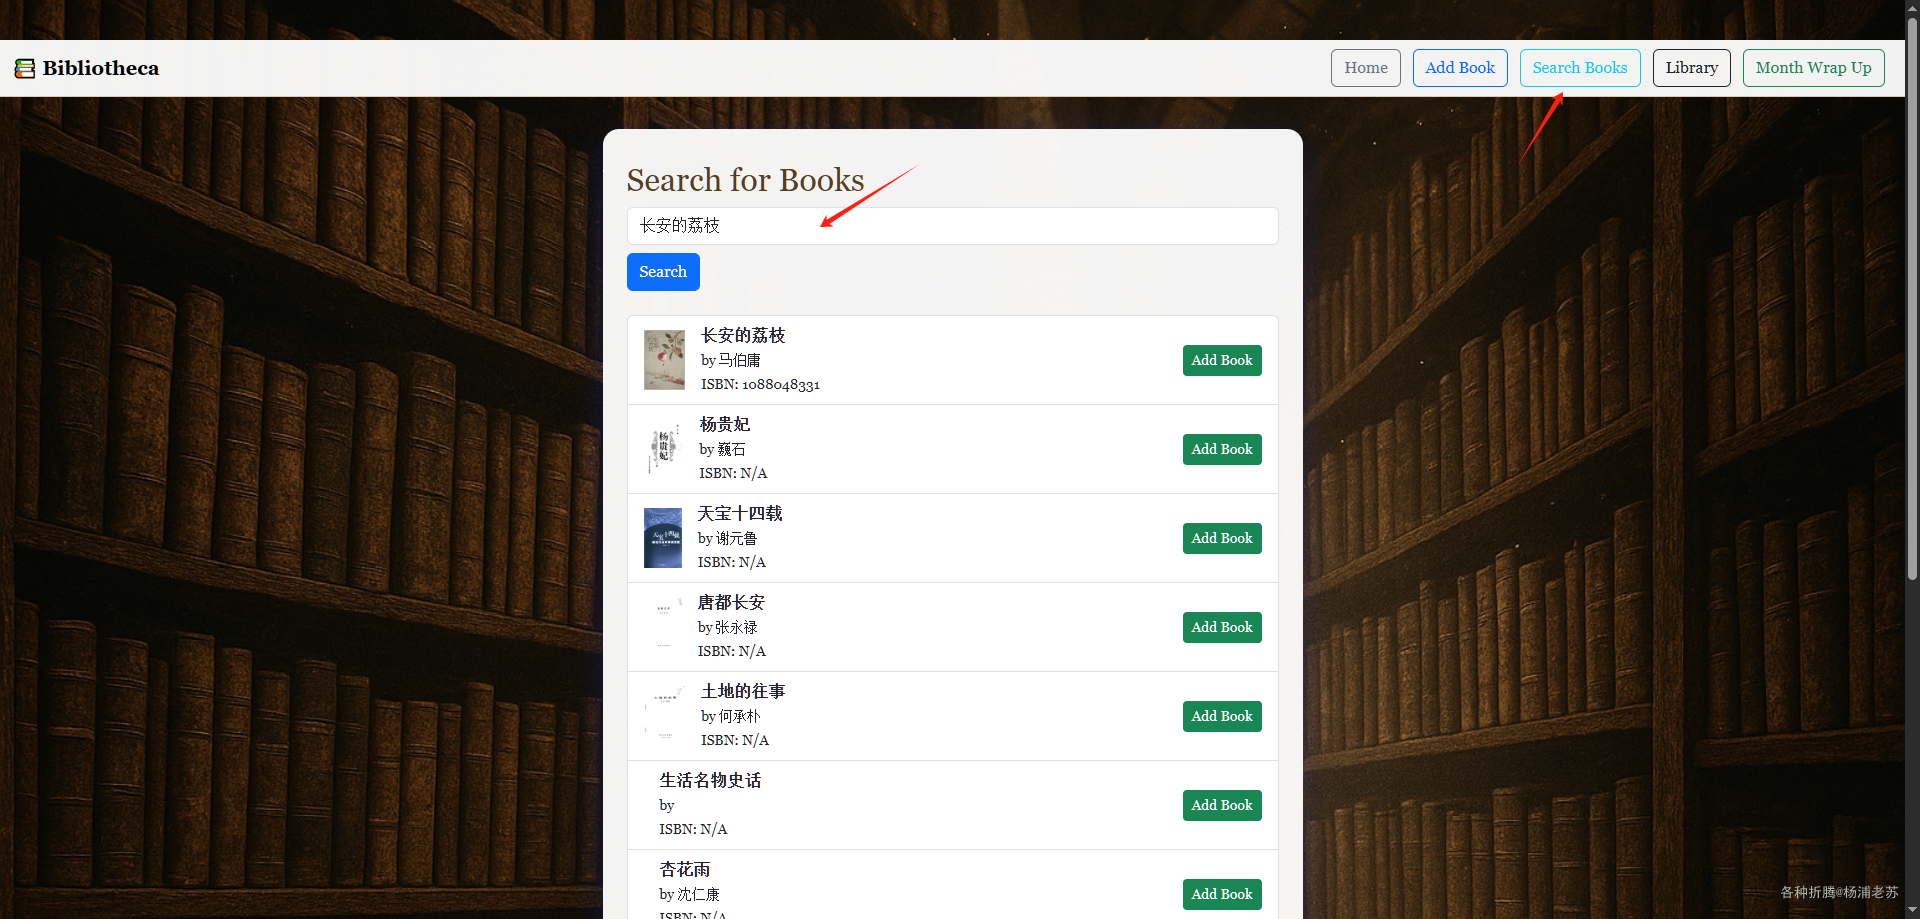 Bibliotheca
Home
Add Book
Search Books
Library
Month Wrap Up
Search for Books
长安的荔枝
Search
长安的荔枝
by 马伯庸
ISBN: 1088048331
Add Book
杨贵妃
by 巍石
ISBN: N/A
Add Book
天宝十四载
by 谢元鲁
ISBN: N/A
Add Book
唐都长安
by 张永禄
ISBN: N/A
Add Book
土地的往事
by 何承朴
ISBN: N/A
Add Book
生活名物史话
by
ISBN: N/A
Add Book
杏花雨
by 沈仁康
ISBN: N/A
Add Book
各种折腾@杨浦老苏